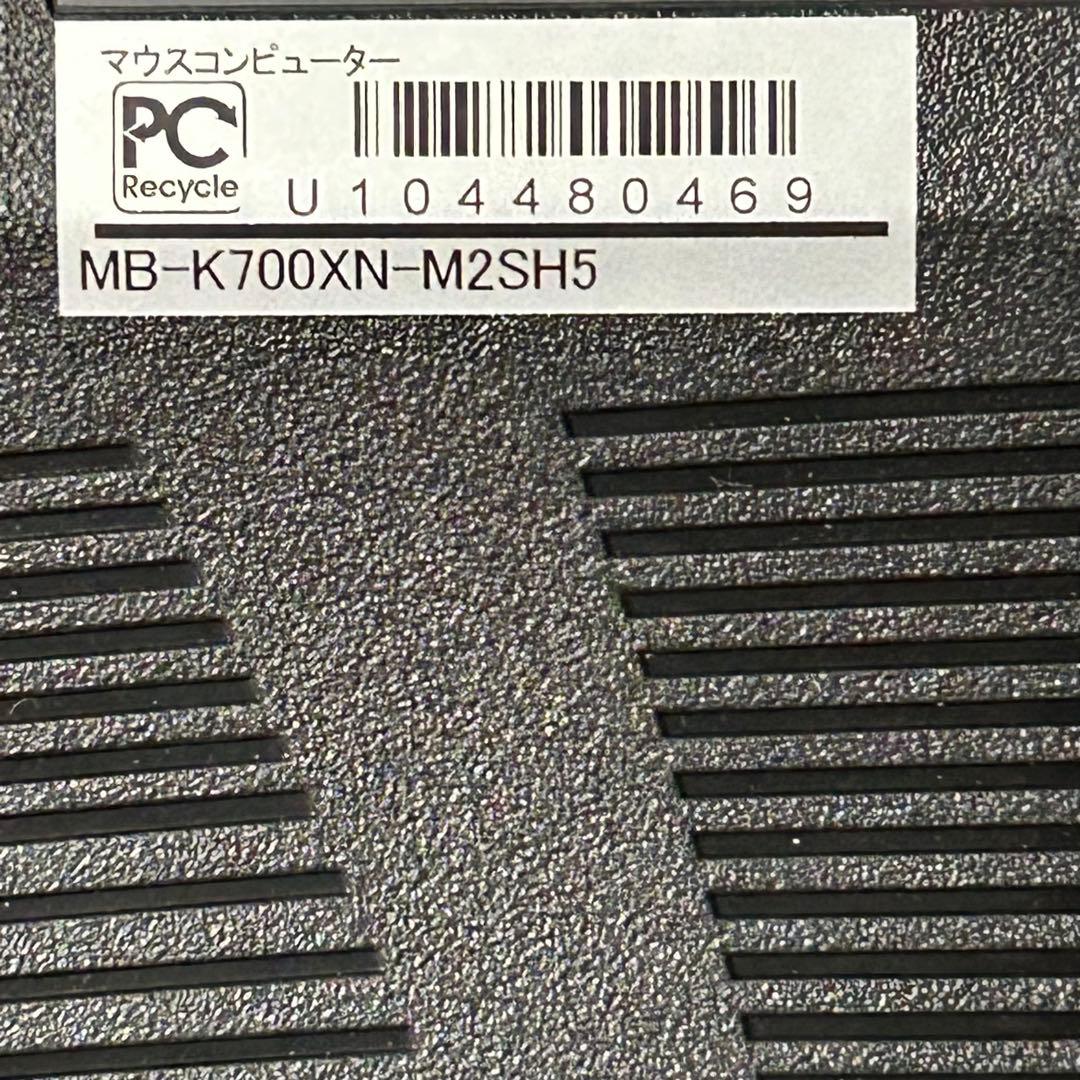 マウスコンピューター
PC
Recycle
U104480469
MB-K700XN-M2SH5